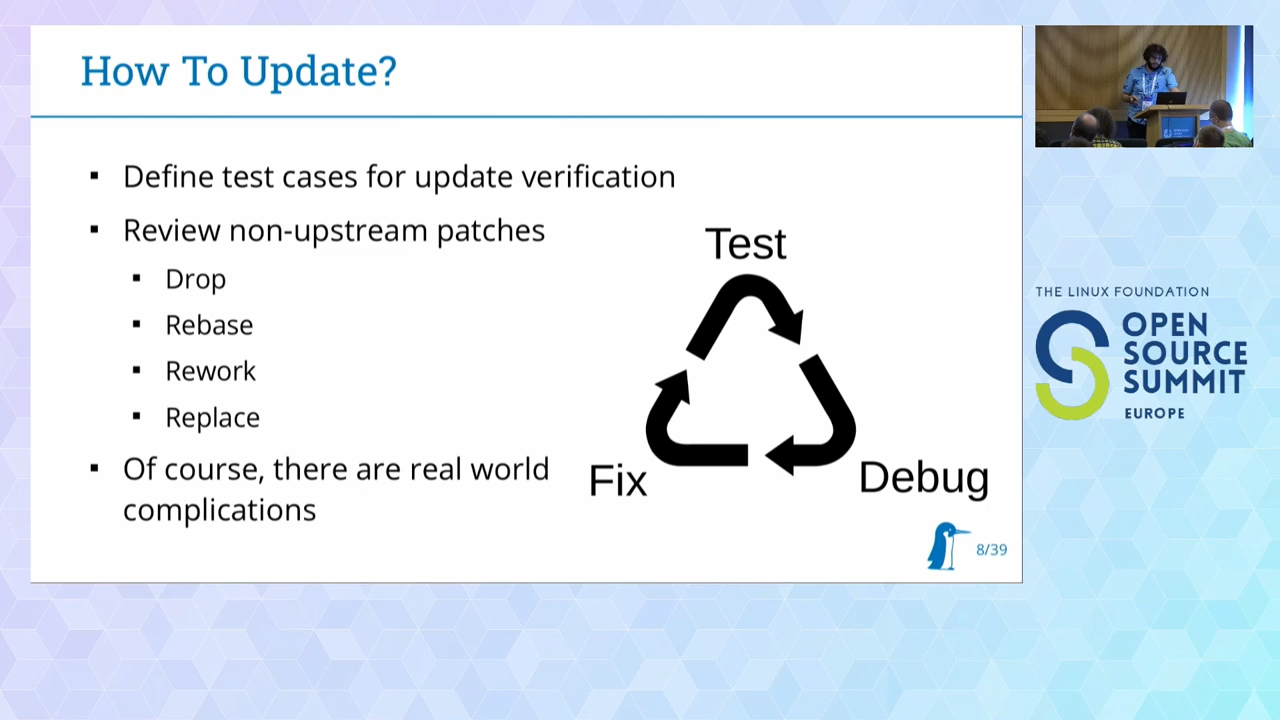 How To Update?
Define test cases for update verification
Review non-upstream patches
Drop
Rebase
Rework
Replace
Of course, there are real world
complications
Test
Fix
Debug
8/39
THE LINUX FOUNDATION
OPEN
SOURCE
SUMMIT
EUROPE